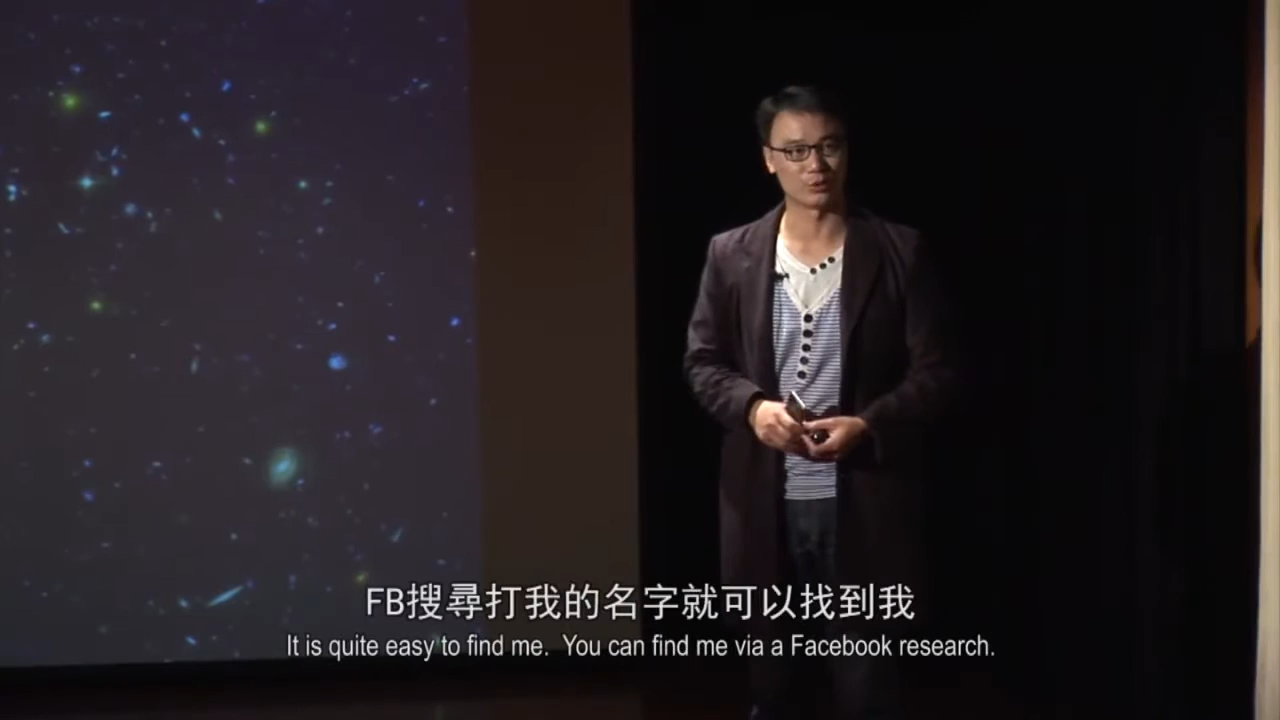 FB搜尋打我的名字就可以找到我
It is quite easy to find me.  You can find me via a Facebook research.